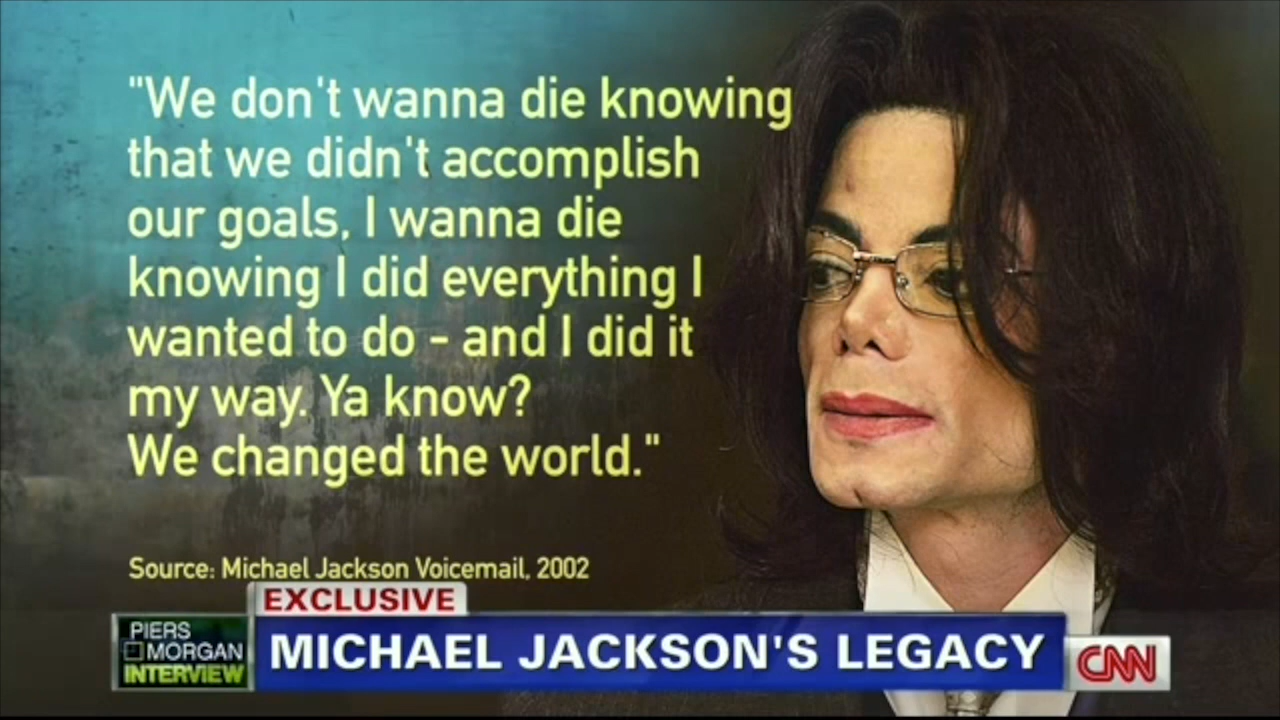 "We don't wanna die knowing
that we didn't accomplish
our goals, I wanna die
knowing I did everything I
wanted to do - and I did it
my way. Ya know?
We changed the world."
Source: Michael Jackson Voicemail, 2002
EXCLUSIVE
PIERS
MORGAN
INTERVIEW
MICHAEL JACKSON'S LEGACY
CNN